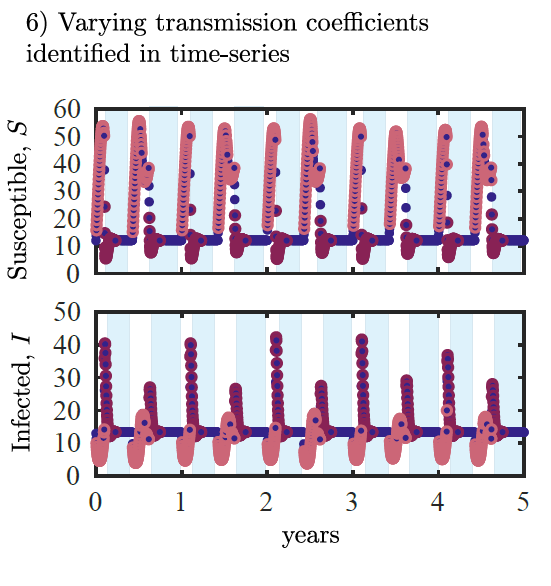 6) Varying transmission coefficients
identified in time-series
Susceptible, S
60
50
40
30
20
10
0
Infected, I
50
40
30
20
10
0
0 1 2 3 4 5
years